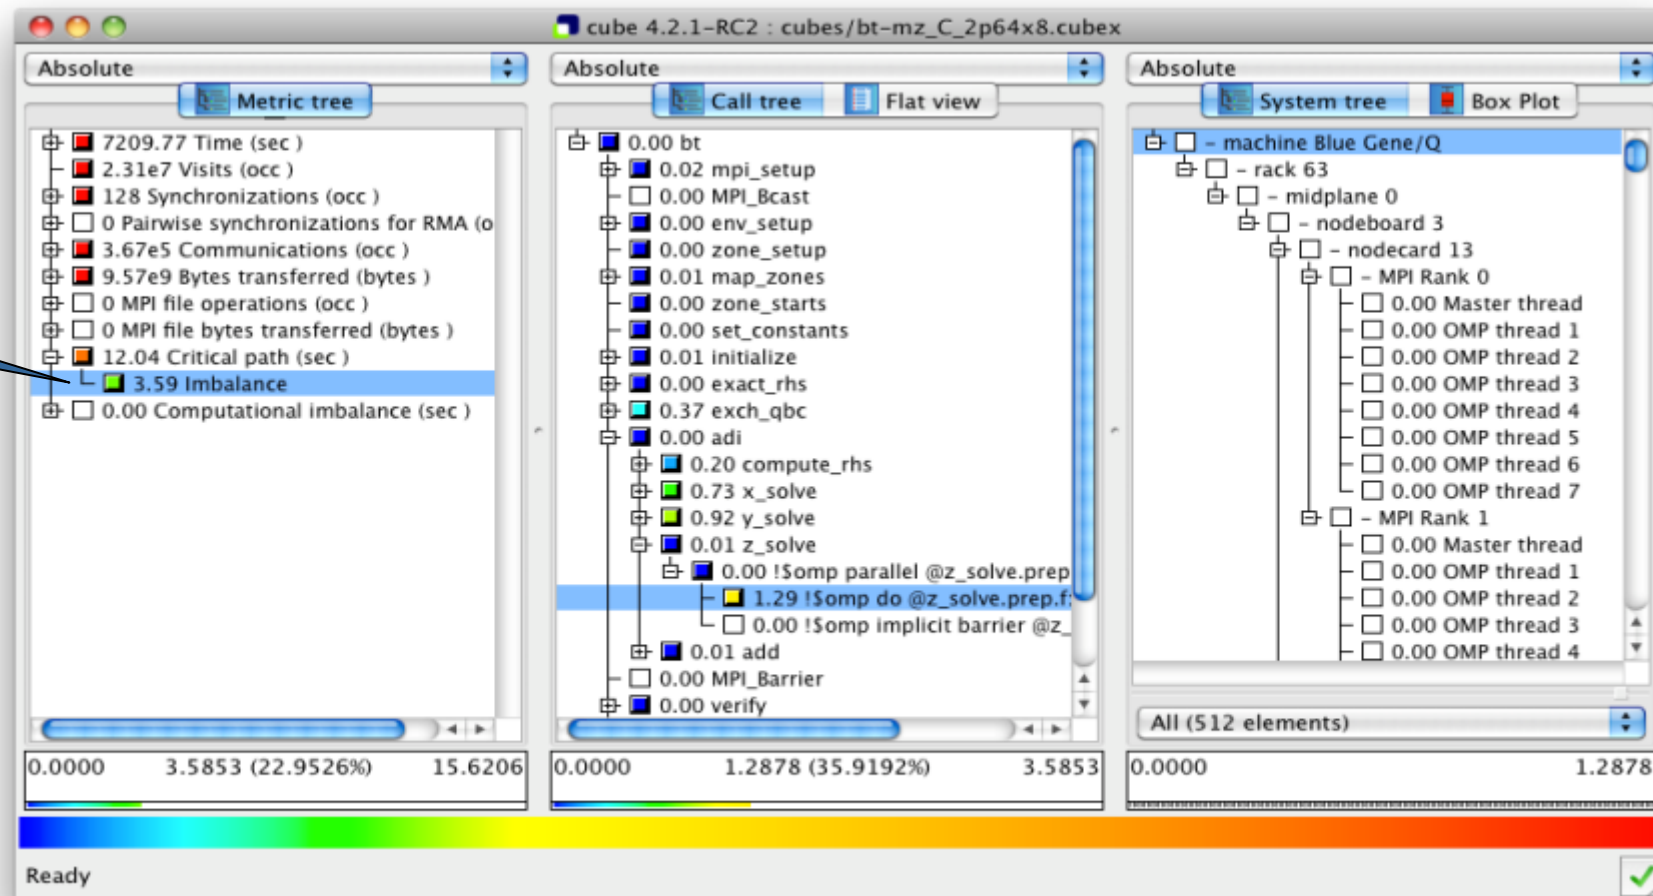 cube 4.2.1-RC2 : cubes/bt-mz_C_2p64x8.cubex
Absolute
Metric tree
7209.77 Time (sec )
2.31e7 Visits (occ )
128 Synchronizations (occ )
0 Pairwise synchronizations for RMA (o
3.67e5 Communications (occ )
9.57e9 Bytes transferred (bytes )
0 MPI file operations (occ )
0 MPI file bytes transferred (bytes )
12.04 Critical path (sec )
3.59 Imbalance
0.00 Computational imbalance (sec )
0.0000 3.5853 (22.9526%) 15.6206
Absolute
Call tree Flat view
0.00 bt
0.02 mpi_setup
0.00 MPI_Bcast
0.00 env_setup
0.00 zone_setup
0.01 map_zones
0.00 zone_starts
0.00 set_constants
0.01 initialize
0.00 exact_rhs
0.37 exch_qbc
0.00 adi
0.20 compute_rhs
0.73 x_solve
0.92 y_solve
0.01 z_solve
0.00 !$omp parallel @z_solve.prep
1.29 !$omp do @z_solve.prep.f:
0.00 !$omp implicit barrier @z_
0.01 add
0.00 MPI_Barrier
0.00 verify
0.0000 1.2878 (35.9192%) 3.5853
Absolute
System tree Box Plot
- machine Blue Gene/Q
- rack 63
- midplane 0
- nodeboard 3
- nodecard 13
- MPI Rank 0
0.00 Master thread
0.00 OMP thread 1
0.00 OMP thread 2
0.00 OMP thread 3
0.00 OMP thread 4
0.00 OMP thread 5
0.00 OMP thread 6
0.00 OMP thread 7
- MPI Rank 1
0.00 Master thread
0.00 OMP thread 1
0.00 OMP thread 2
0.00 OMP thread 3
0.00 OMP thread 4
All (512 elements)
0.0000 1.2878
Ready